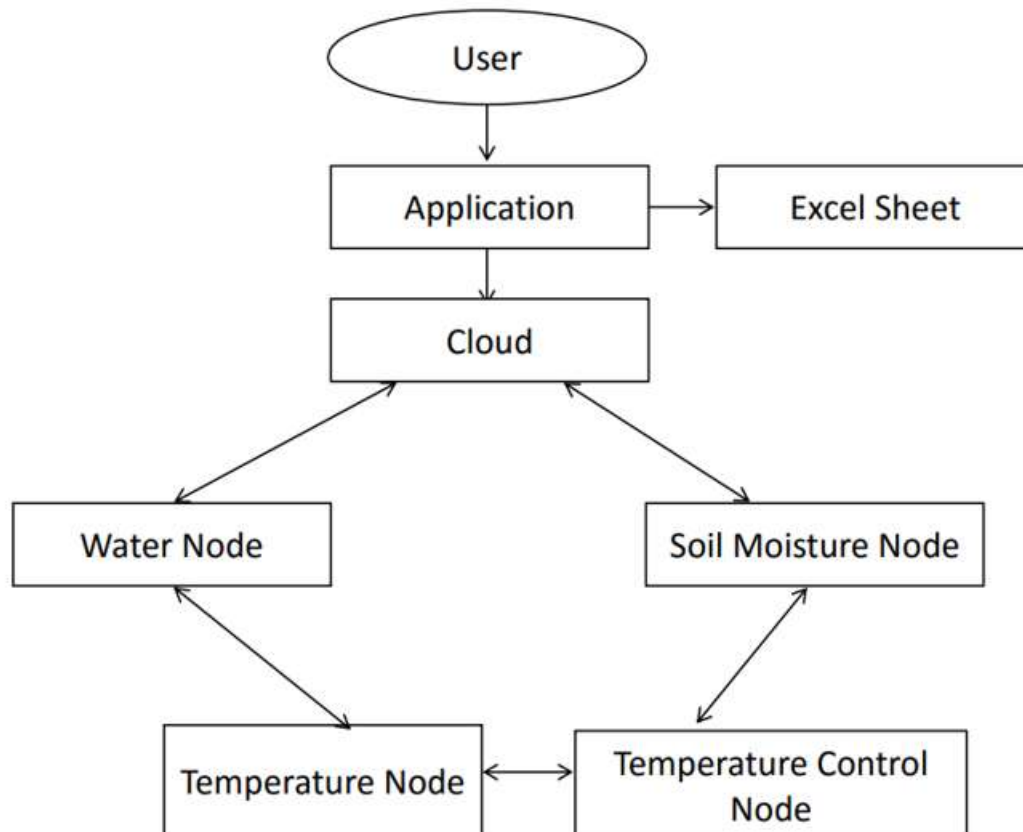 User
Application
Excel Sheet
Cloud
Water Node
Soil Moisture Node
Temperature Node
Temperature Control
Node